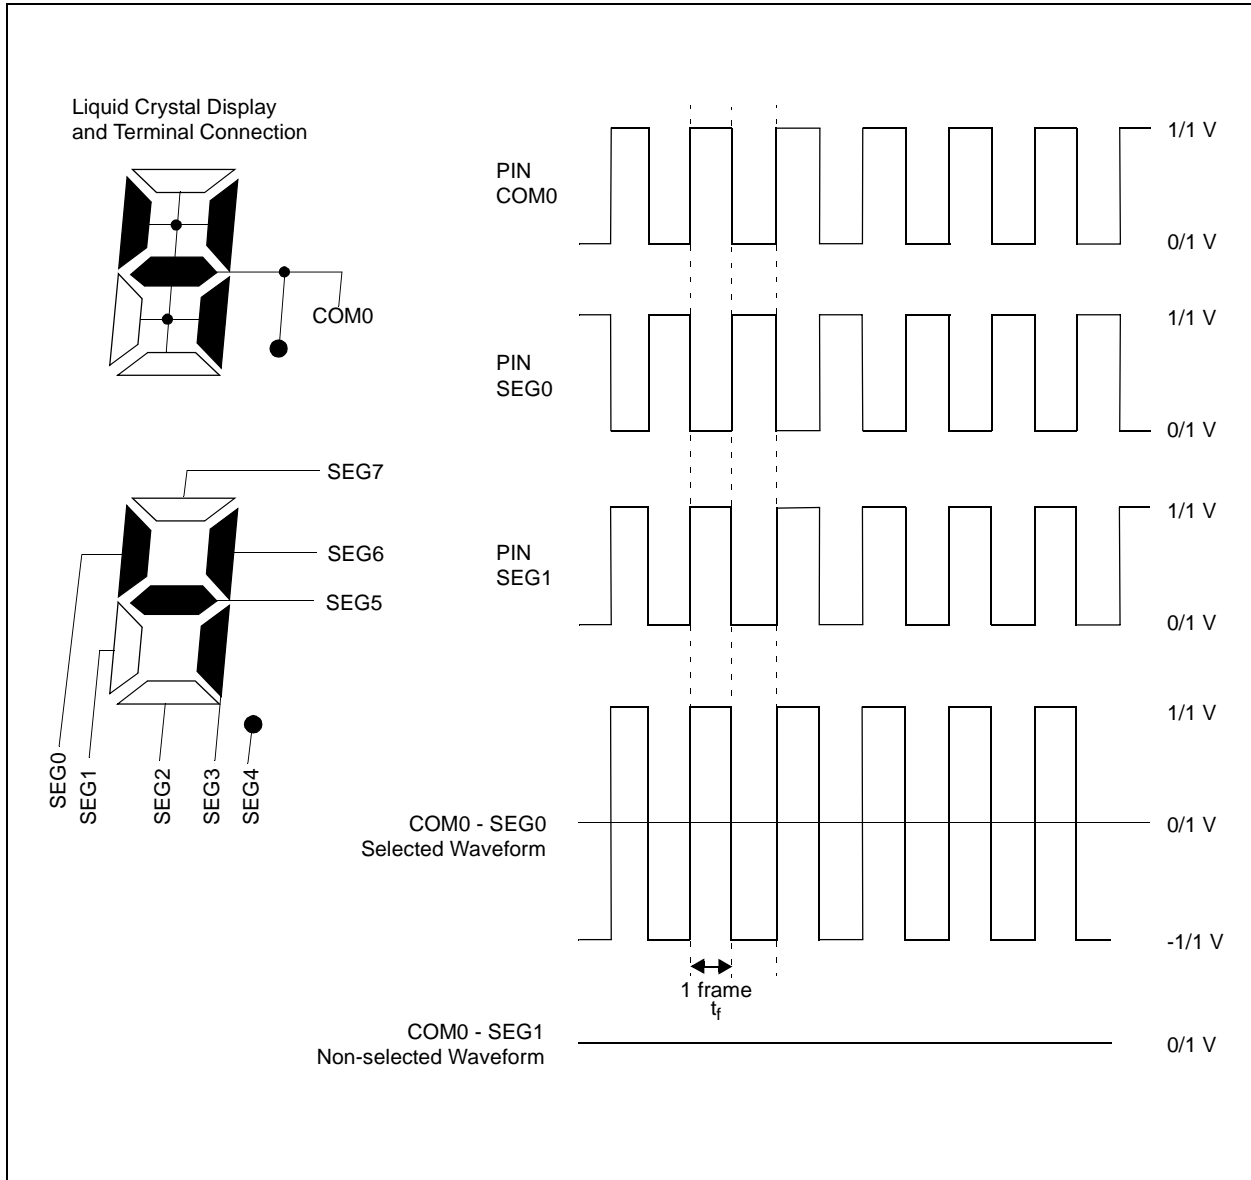 Liquid Crystal Display
and Terminal Connection
COM0
SEG7
SEG6
SEG5
SEG0
SEG1
SEG2
SEG3
SEG4
PIN
COM0
1/1 V
0/1 V
PIN
SEG0
1/1 V
0/1 V
PIN
SEG1
1/1 V
0/1 V
COM0 - SEG0
Selected Waveform
1/1 V
0/1 V
-1/1 V
1 frame
tf
COM0 - SEG1
Non-selected Waveform
0/1 V